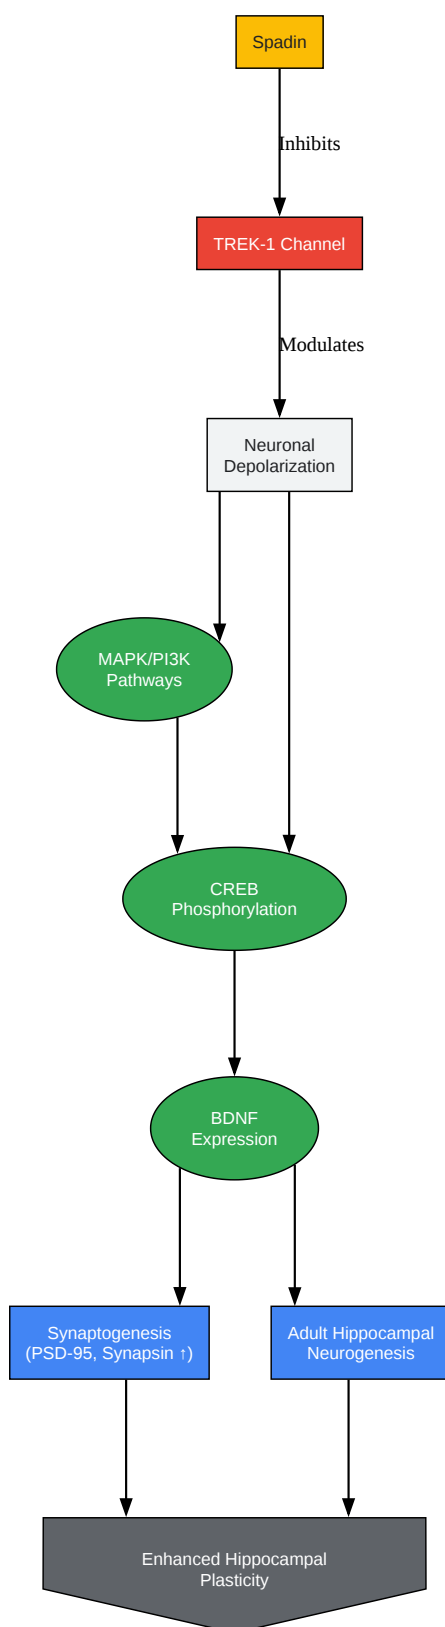 Spadin
Inhibits
TREK-1 Channel
Modulates
Neuronal
Depolarization
MAPK/PI3K
Pathways
CREB
Phosphorylation
BDNF
Expression
Synaptogenesis
(PSD-95, Synapsin ↑)
Adult Hippocampal
Neurogenesis
Enhanced Hippocampal
Plasticity